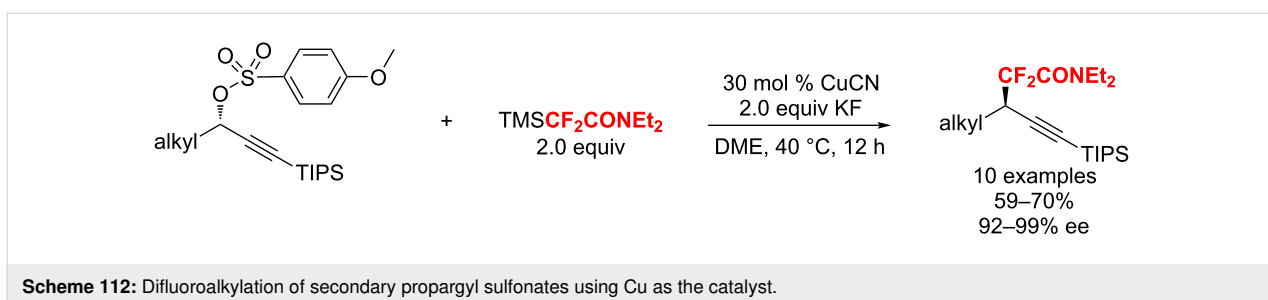 O O
S
O
O
alkyl
TIPS
+
TMSCF₂CONEt₂
2.0 equiv
30 mol % CuCN
2.0 equiv KF
DME, 40 °C, 12 h
CF₂CONEt₂
alkyl
TIPS
10 examples
59–70%
92–99% ee
Scheme 112: Difluoroalkylation of secondary propargyl sulfonates using Cu as the catalyst.